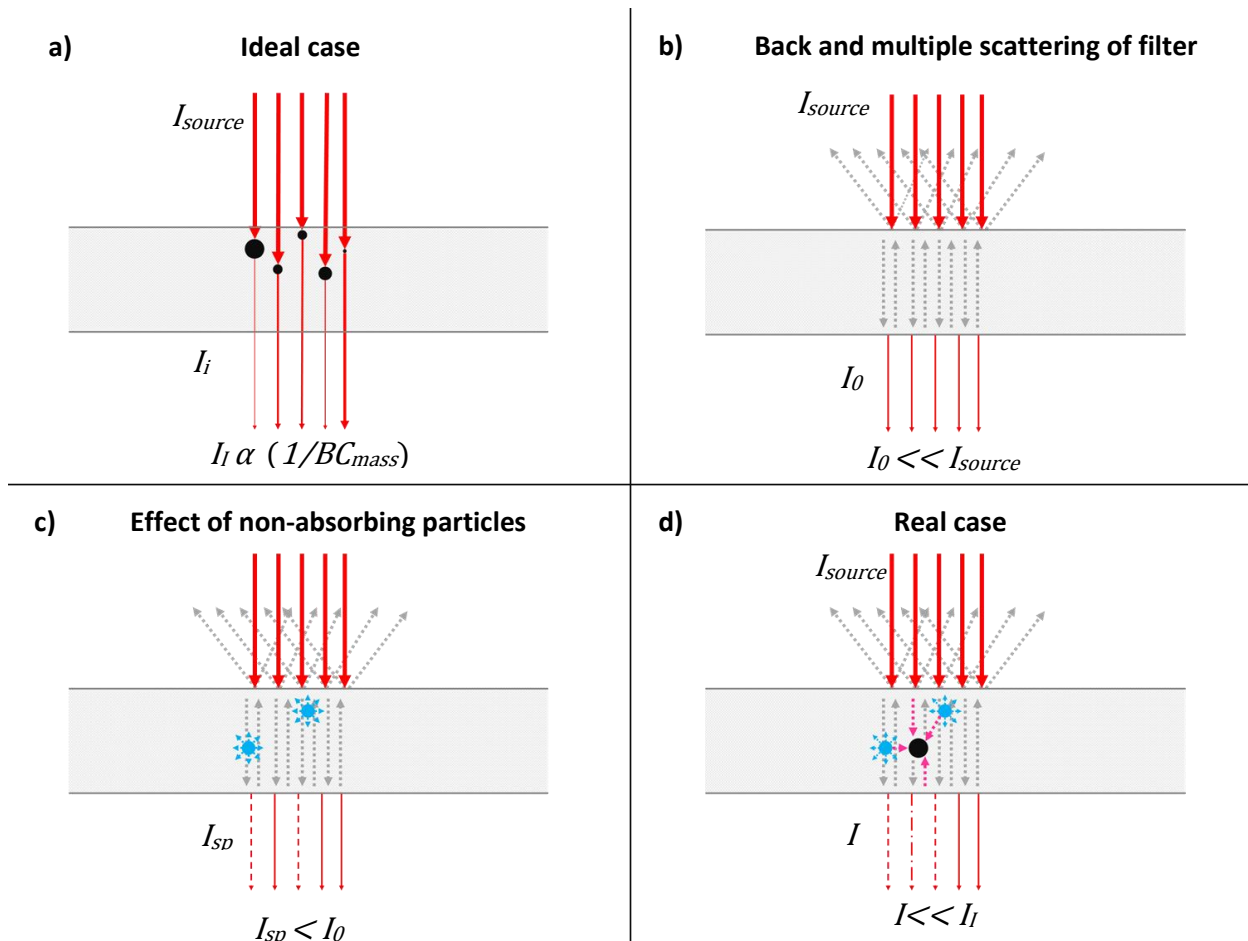 a) Ideal case
I_source
I_i
I_I α (1/BC_mass)
b) Back and multiple scattering of filter
I_source
I_0
I_0 << I_source
c) Effect of non-absorbing particles
I_sp
I_sp < I_0
d) Real case
I_source
I
I<< I_I